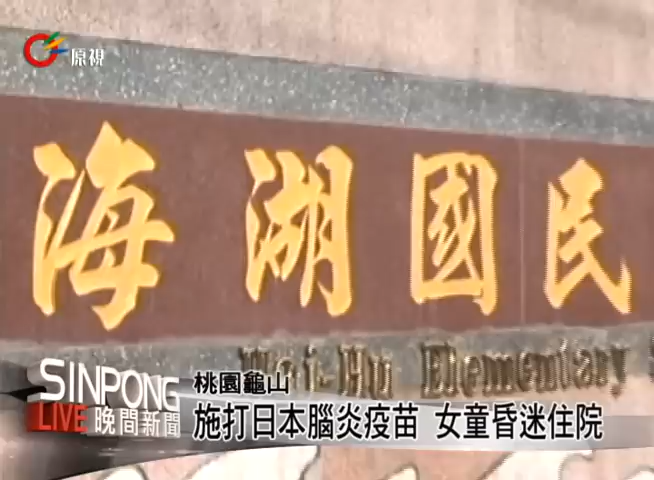 原視
海湖國民
Hai-Hu Elementary
SINPONG
LIVE 晚間新聞
桃園龜山
施打日本腦炎疫苗 女童昏迷住院